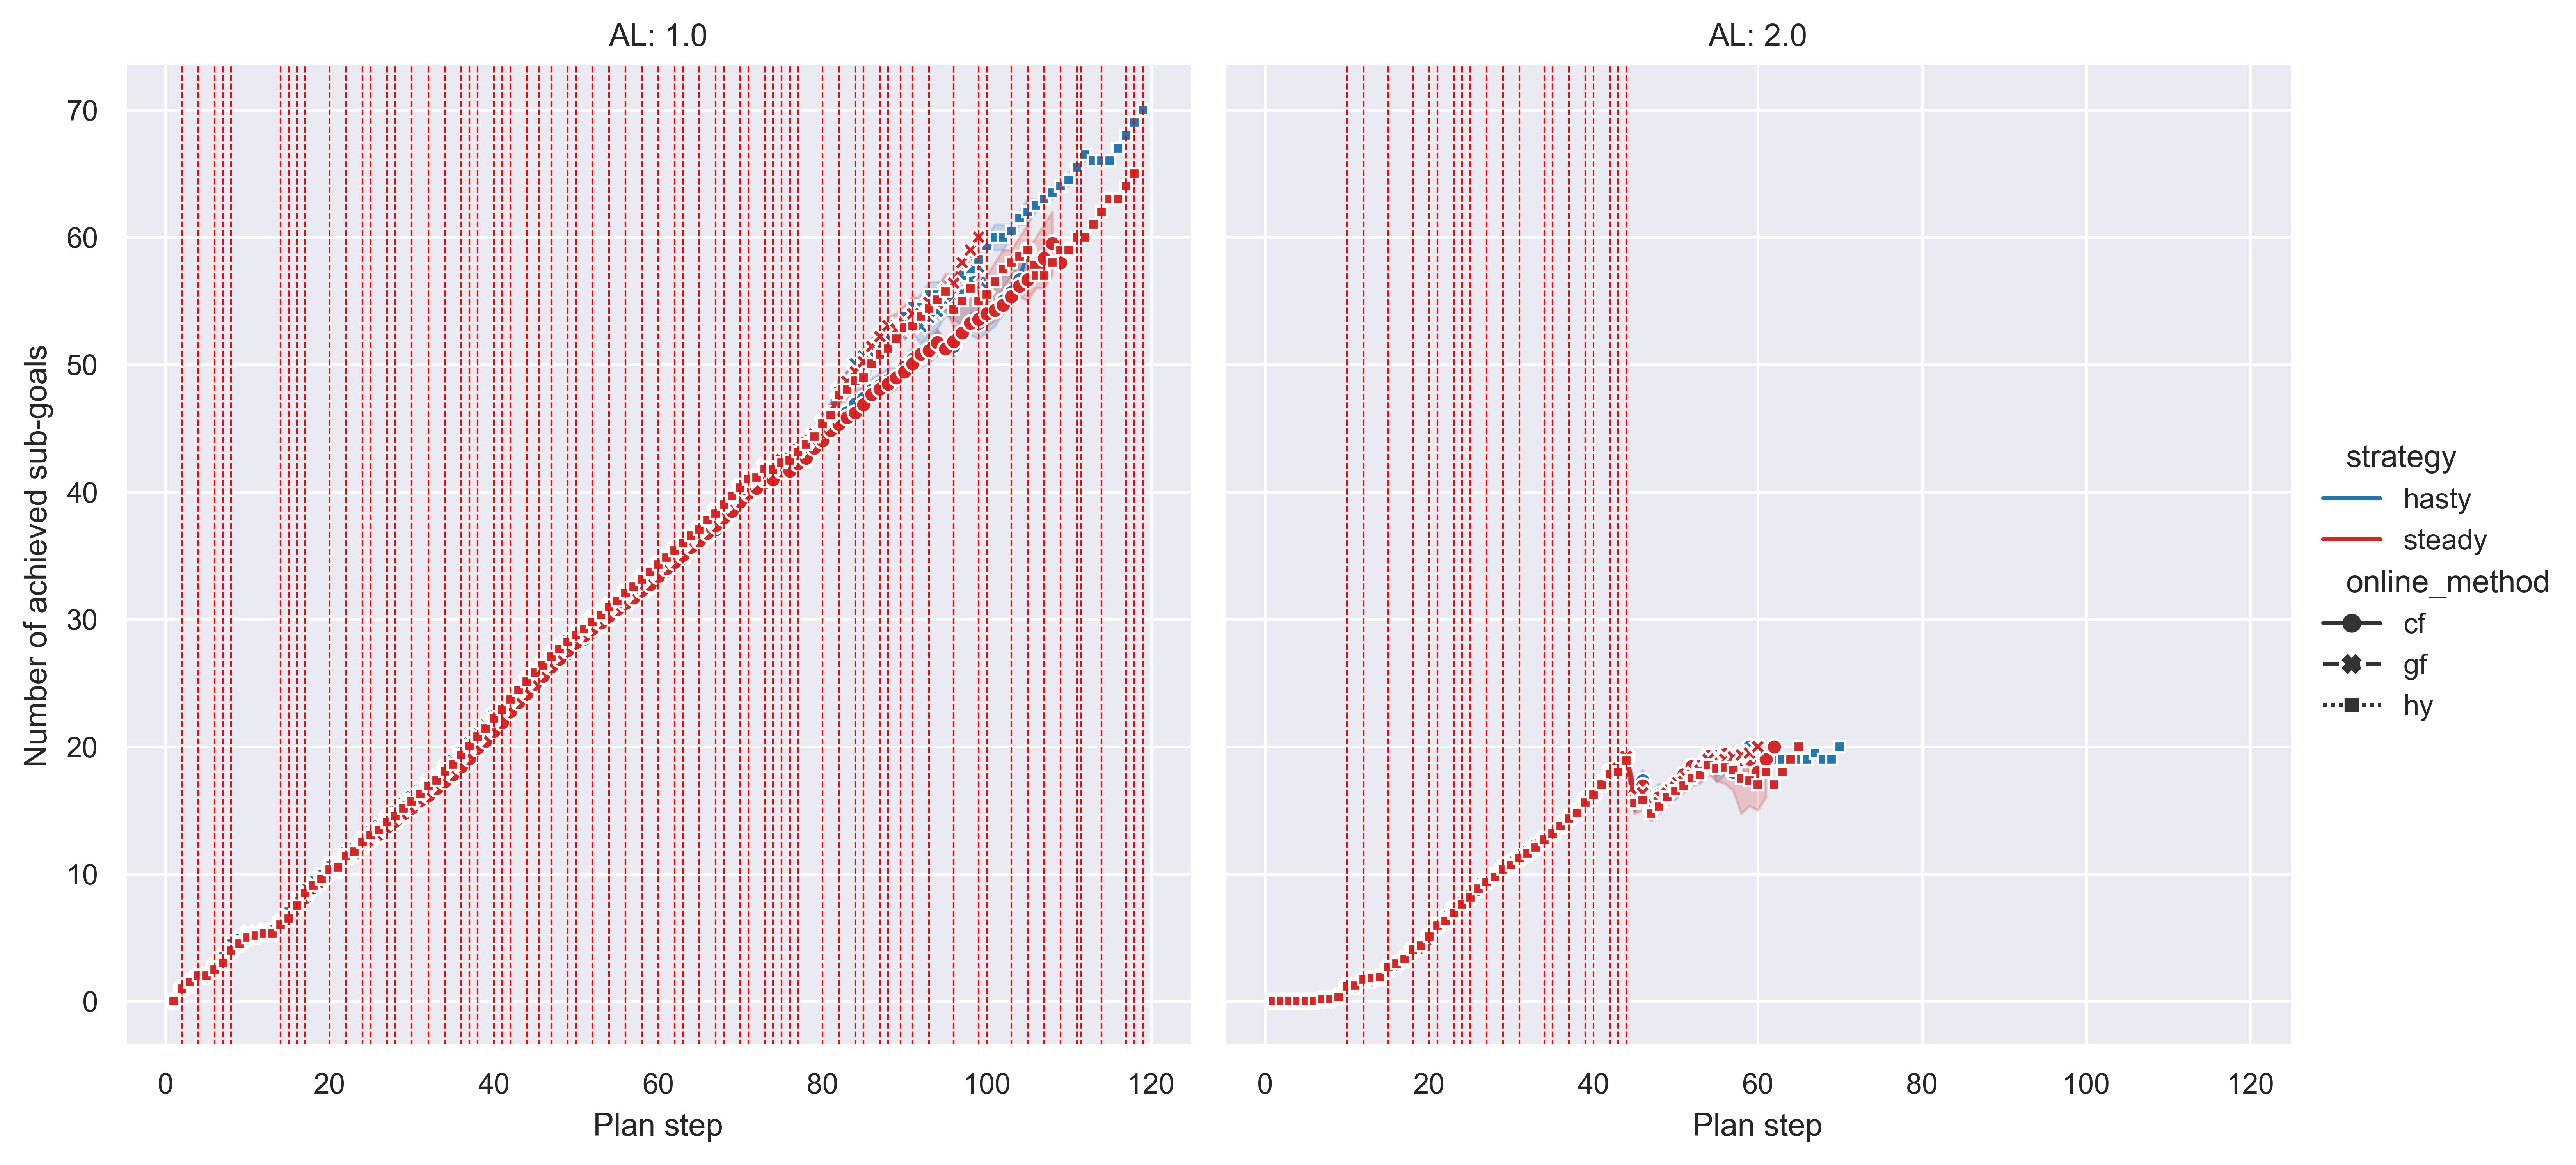 AL: 1.0
AL: 2.0
Number of achieved sub-goals
70
60
50
40
30
20
10
0
0 20 40 60 80 100 120
0 20 40 60 80 100 120
Plan step
Plan step
strategy
hasty
steady
online_method
cf
gf
hy